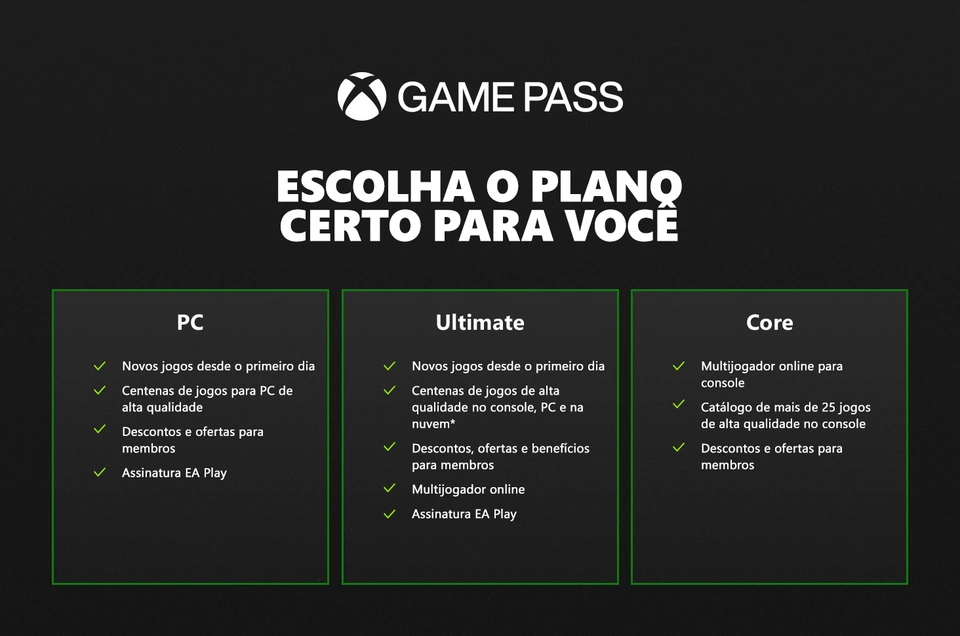 GAME PASS
ESCOLHA O PLANO
CERTO PARA VOCÊ
PC
Novos jogos desde o primeiro dia
Centenas de jogos para PC de
alta qualidade
Descontos e ofertas para
membros
Assinatura EA Play
Ultimate
Novos jogos desde o primeiro dia
Centenas de jogos de alta
qualidade no console, PC e na
nuvem*
Descontos, ofertas e benefícios
para membros
Multijogador online
Assinatura EA Play
Core
Multijogador online para
console
Catálogo de mais de 25 jogos
de alta qualidade no console
Descontos e ofertas para
membros